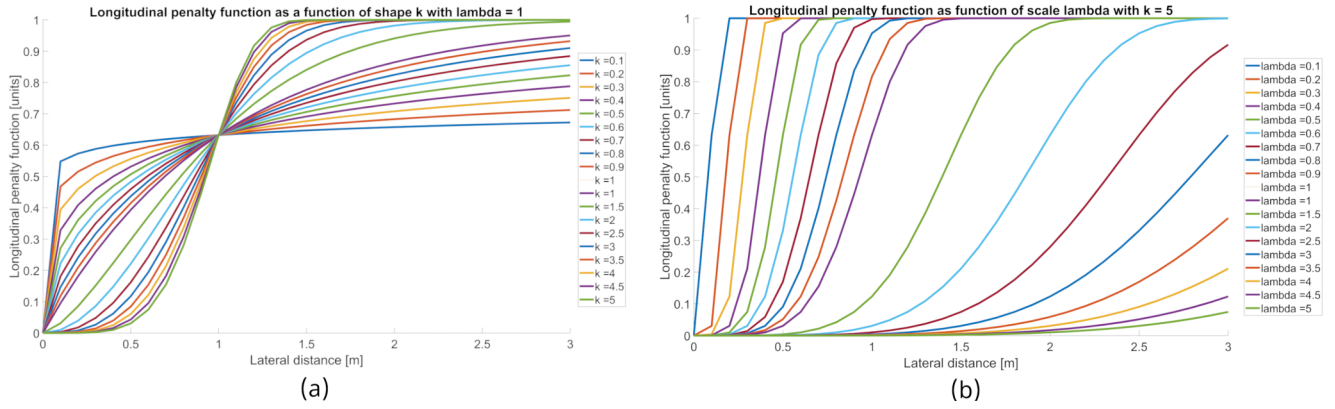 Longitudinal penalty function as a function of shape k with lambda = 1
Longitudinal penalty function [units]
1
0.9
0.8
0.7
0.6
0.5
0.4
0.3
0.2
0.1
0
0
0.5
1
1.5
2
2.5
3
Lateral distance [m]
k =0.1
k =0.2
k =0.3
k =0.4
k =0.5
k =0.6
k =0.7
k =0.8
k =0.9
k =1
k =1
k =1.5
k =2
k =2.5
k =3
k =3.5
k =4
k =4.5
k =5
(a)
Longitudinal penalty function as function of scale lambda with k = 5
Longitudinal penalty function [units]
1
0.9
0.8
0.7
0.6
0.5
0.4
0.3
0.2
0.1
0
0
0.5
1
1.5
2
2.5
3
Lateral distance [m]
lambda =0.1
lambda =0.2
lambda =0.3
lambda =0.4
lambda =0.5
lambda =0.6
lambda =0.7
lambda =0.8
lambda =0.9
lambda =1
lambda =1
lambda =1.5
lambda =2
lambda =2.5
lambda =3
lambda =3.5
lambda =4
lambda =4.5
lambda =5
(b)